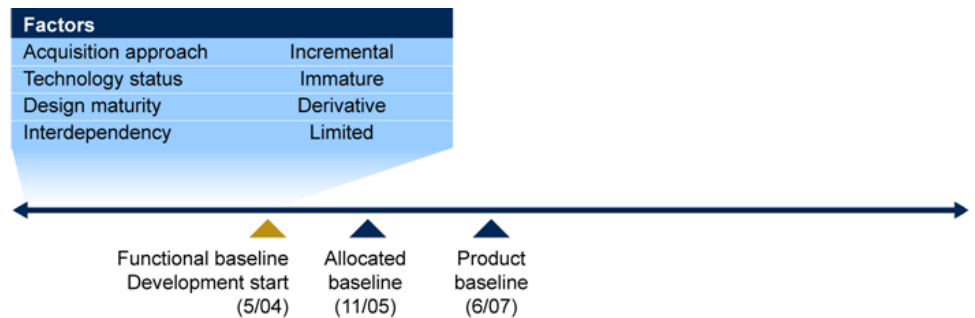 Factors
Acquisition approach Incremental
Technology status Immature
Design maturity Derivative
Interdependency Limited
Functional baseline
Development start
(5/04)
Allocated
baseline
(11/05)
Product
baseline
(6/07)